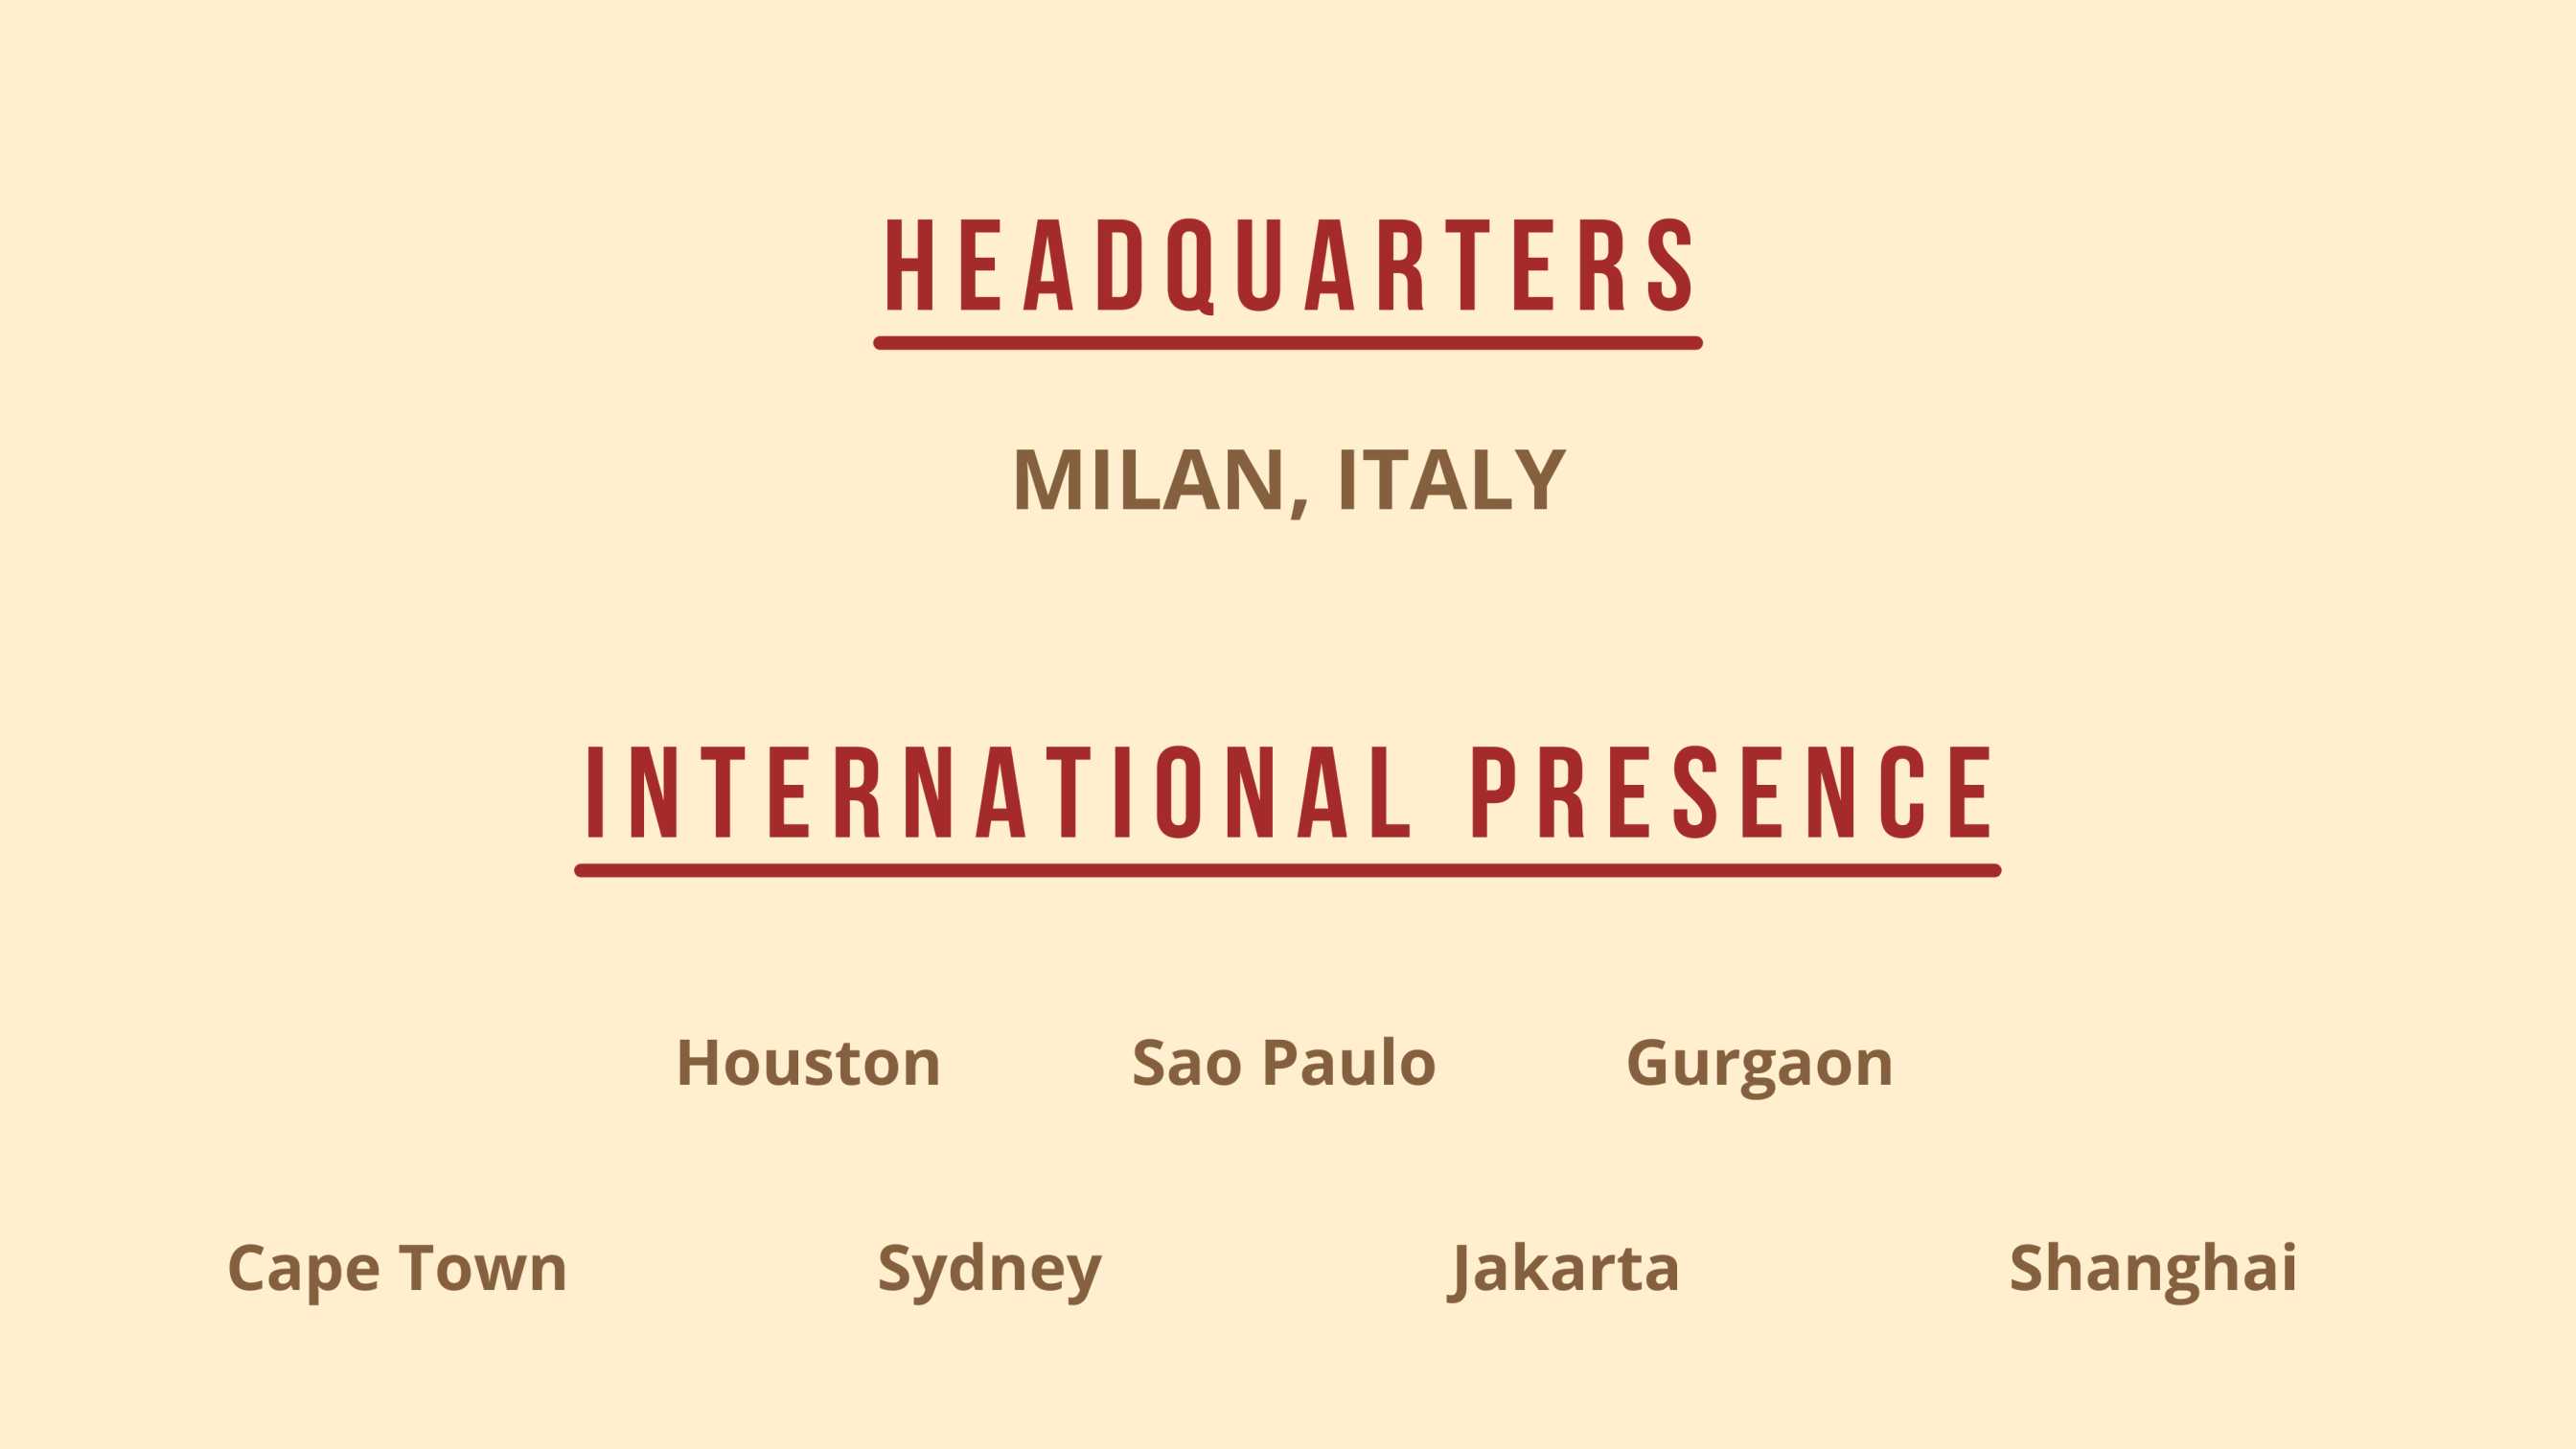 HEADQUARTERS
MILAN, ITALY
INTERNATIONAL PRESENCE
Houston Sao Paulo Gurgaon
Cape Town Sydney Jakarta Shanghai